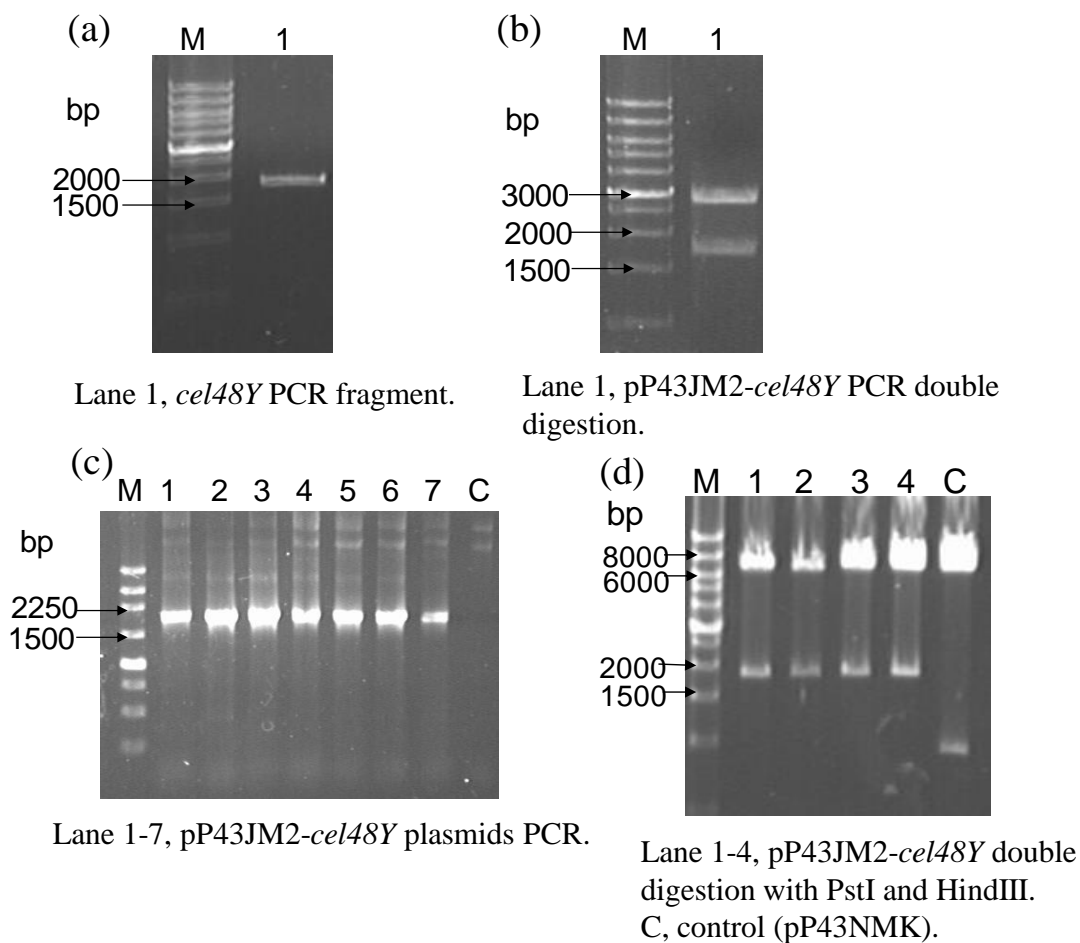 (a)
M 1
bp
2000
1500
Lane 1, cel48Y PCR fragment.
(b)
M 1
bp
3000
2000
1500
Lane 1, pP43JM2-cel48Y PCR double
digestion.
(c)
M 1 2 3 4 5 6 7 C
bp
2250
1500
Lane 1-7, pP43JM2-cel48Y plasmids PCR.
(d)
M 1 2 3 4 C
bp
8000
6000
2000
1500
Lane 1-4, pP43JM2-cel48Y double
digestion with PstI and HindIII.
C, control (pP43NMK).